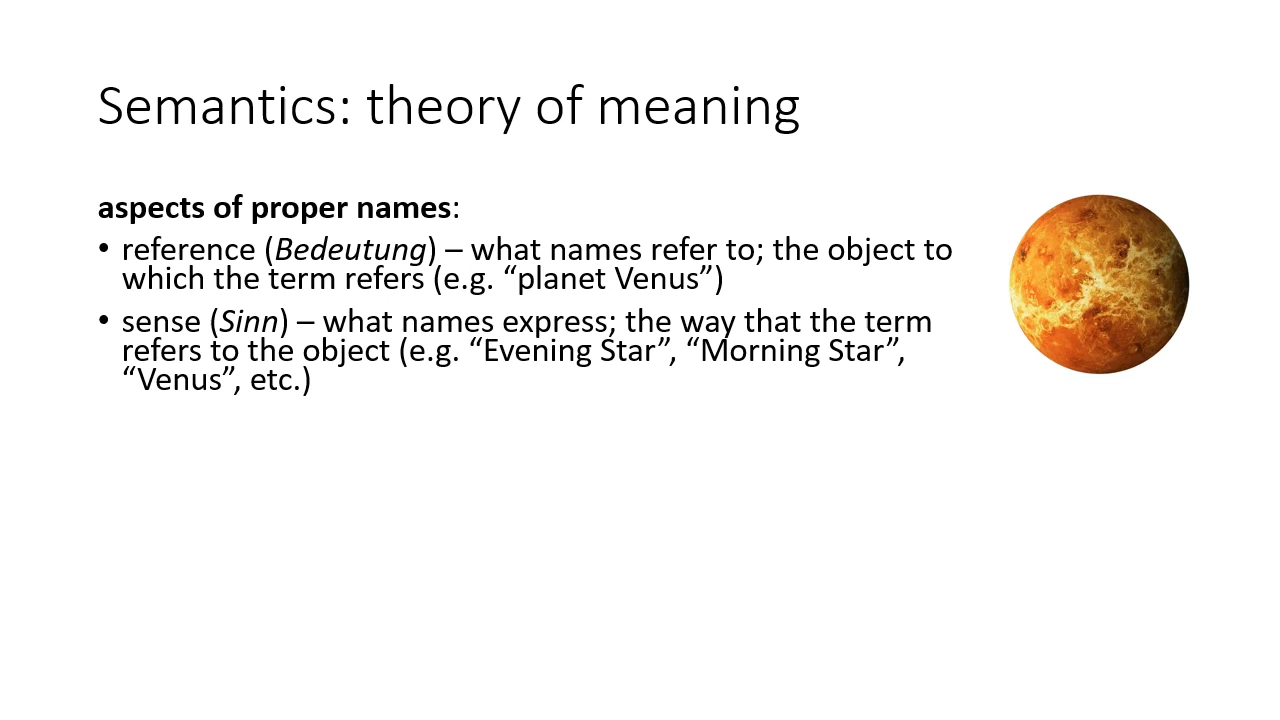 Semantics: theory of meaning
aspects of proper names:
• reference (Bedeutung) – what names refer to; the object to
which the term refers (e.g. “planet Venus”)
• sense (Sinn) – what names express; the way that the term
refers to the object (e.g. “Evening Star”, “Morning Star”,
“Venus”, etc.)